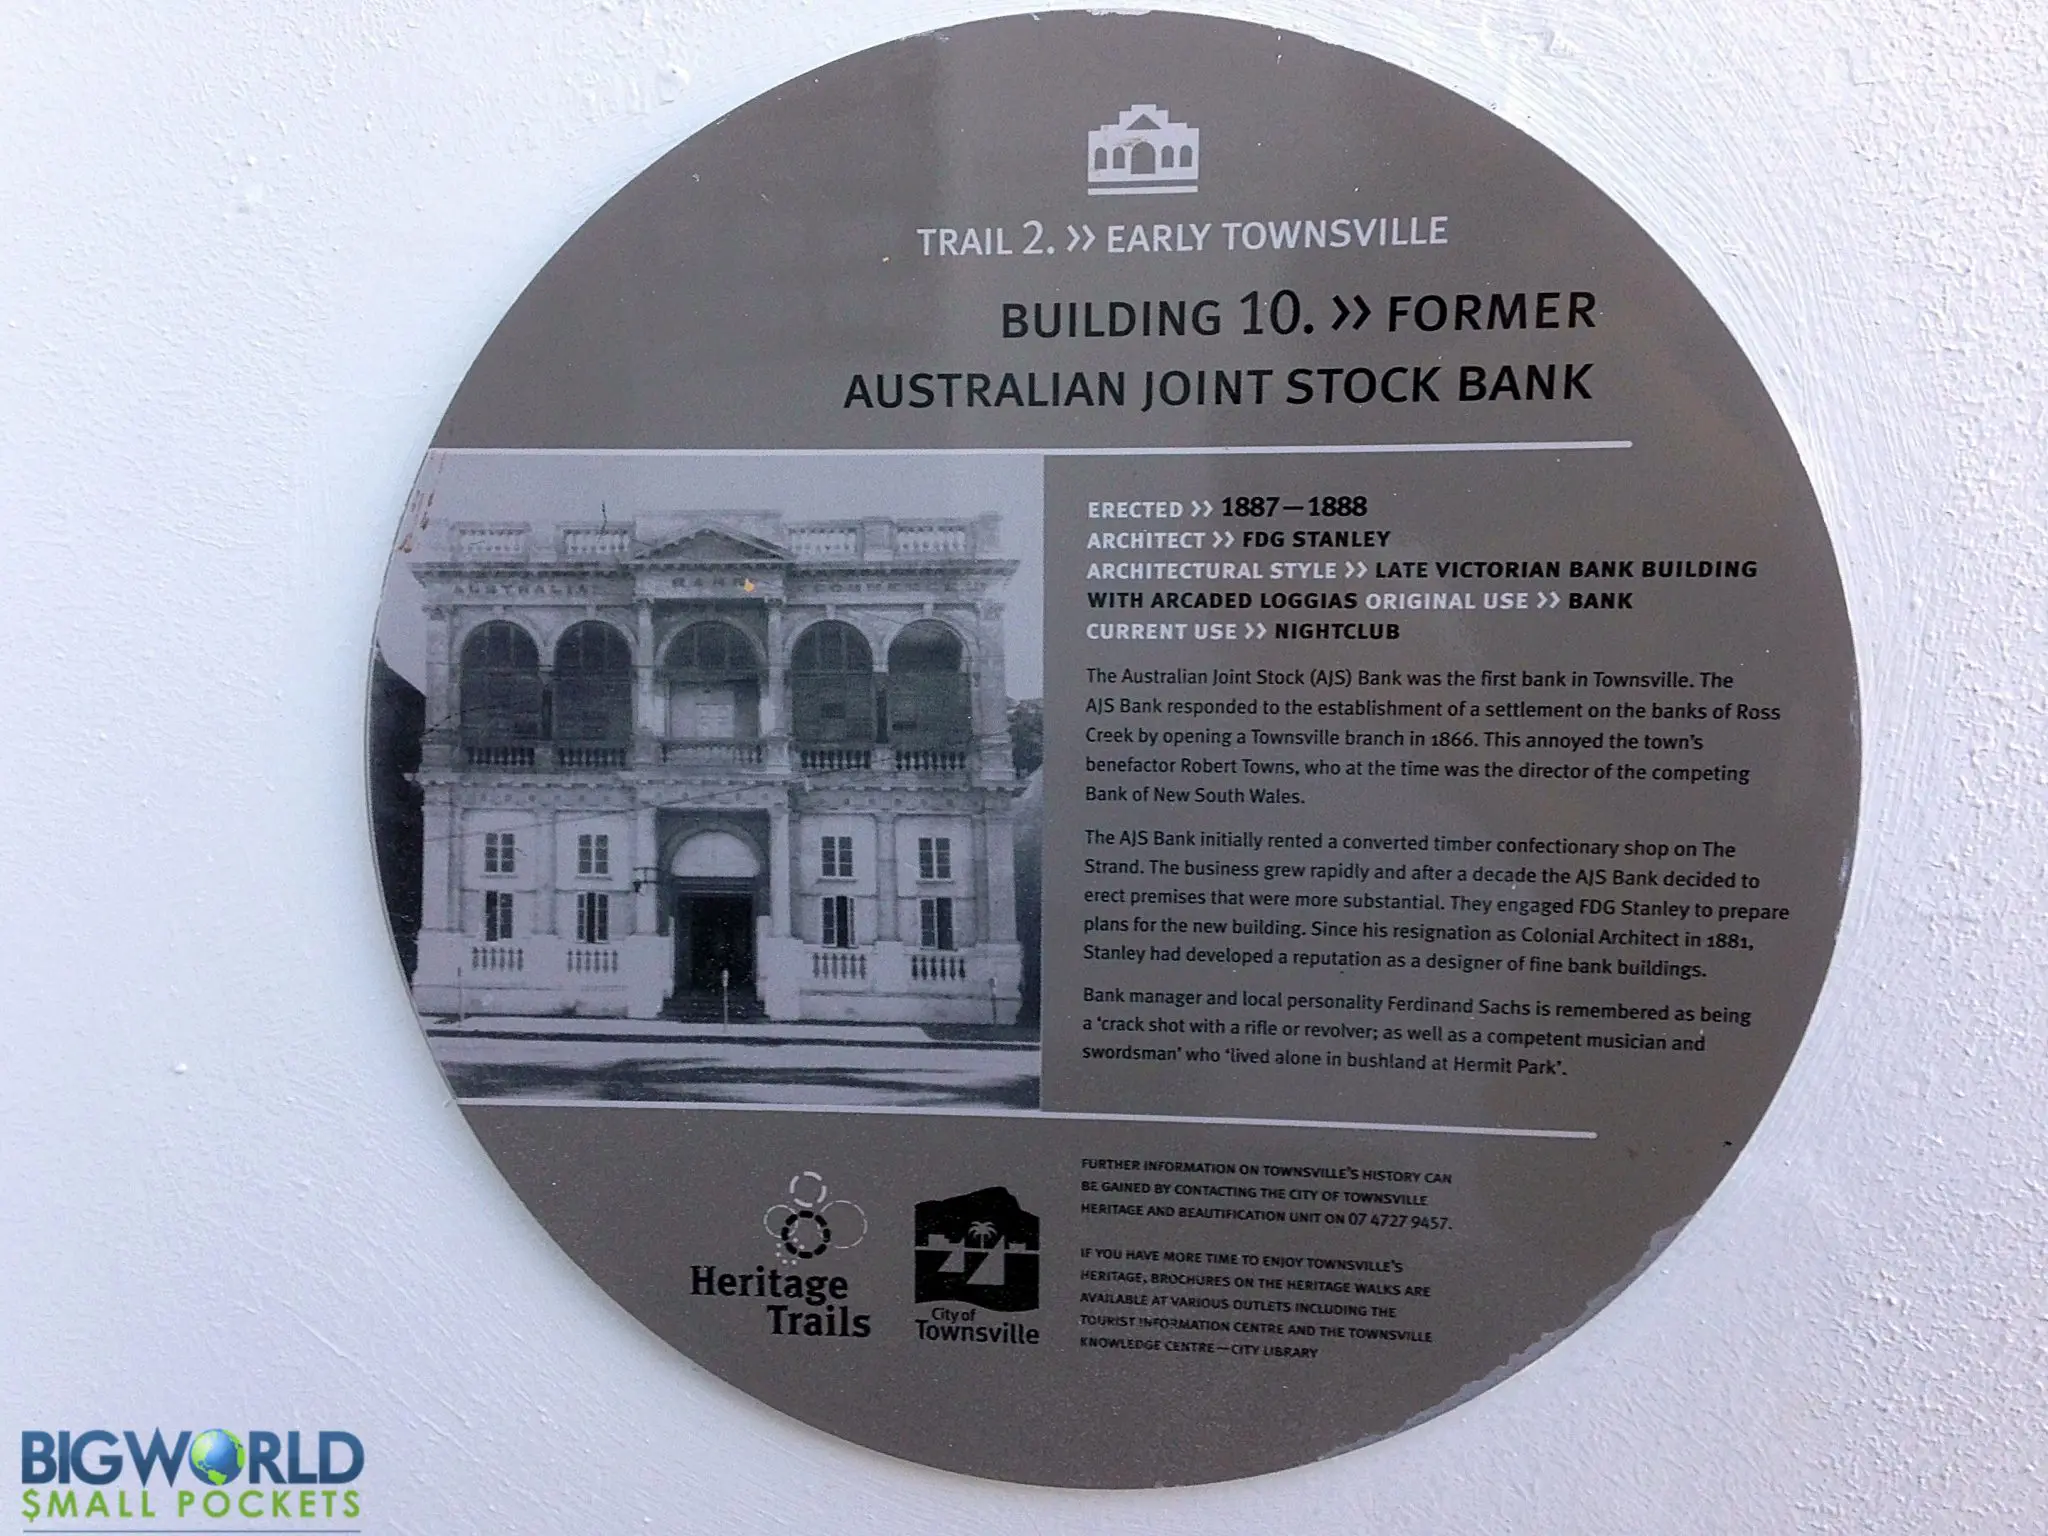 TRAIL 2. >> EARLY TOWNSVILLE
BUILDING 10. >> FORMER
AUSTRALIAN JOINT STOCK BANK
ERECTED >> 1887—1888
ARCHITECT >> FDG STANLEY
ARCHITECTURAL STYLE >> LATE VICTORIAN BANK BUILDING
WITH ARCADED LOGGIAS ORIGINAL USE >> BANK
CURRENT USE >> NIGHTCLUB
The Australian Joint Stock (AJS) Bank was the first bank in Townsville. The
AJS Bank responded to the establishment of a settlement on the banks of Ross
Creek by opening a Townsville branch in 1866. This annoyed the town's
benefactor Robert Towns, who at the time was the director of the competing
Bank of New South Wales.
The AJS Bank initially rented a converted timber confectionary shop on The
Strand. The business grew rapidly and after a decade the AJS Bank decided to
erect premises that were more substantial. They engaged FDG Stanley to prepare
plans for the new building. Since his resignation as Colonial Architect in 1881,
Stanley had developed a reputation as a designer of fine bank buildings.
Bank manager and local personality Ferdinand Sachs is remembered as being
a 'crack shot with a rifle or revolver; as well as a competent musician and
swordsman' who 'lived alone in bushland at Hermit Park'.
AUSTRALIA BANK COMMERCE
FURTHER INFORMATION ON TOWNSVILLE'S HISTORY CAN
BE GAINED BY CONTACTING THE CITY OF TOWNSVILLE
HERITAGE AND BEAUTIFICATION UNIT ON 07 4727 9457.
IF YOU HAVE MORE TIME TO ENJOY TOWNSVILLE'S
HERITAGE, BROCHURES ON THE HERITAGE WALKS ARE
AVAILABLE AT VARIOUS OUTLETS INCLUDING THE
TOURIST INFORMATION CENTRE AND THE TOWNSVILLE
KNOWLEDGE CENTRE—CITY LIBRARY
Heritage
Trails
City of
Townsville
BIGWORLD
$MALL POCKETS